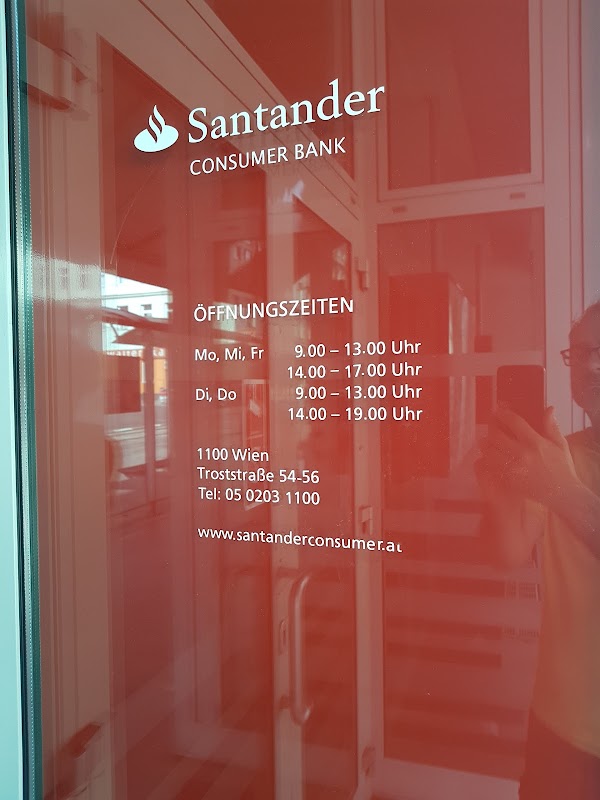 Santander
CONSUMER BANK
ÖFFNUNGSZEITEN
Mo, Mi, Fr 9.00 – 13.00 Uhr
14.00 – 17.00 Uhr
Di, Do 9.00 – 13.00 Uhr
14.00 – 19.00 Uhr
1100 Wien
Troststraße 54-56
Tel: 05 0203 1100
www.santanderconsumer.at